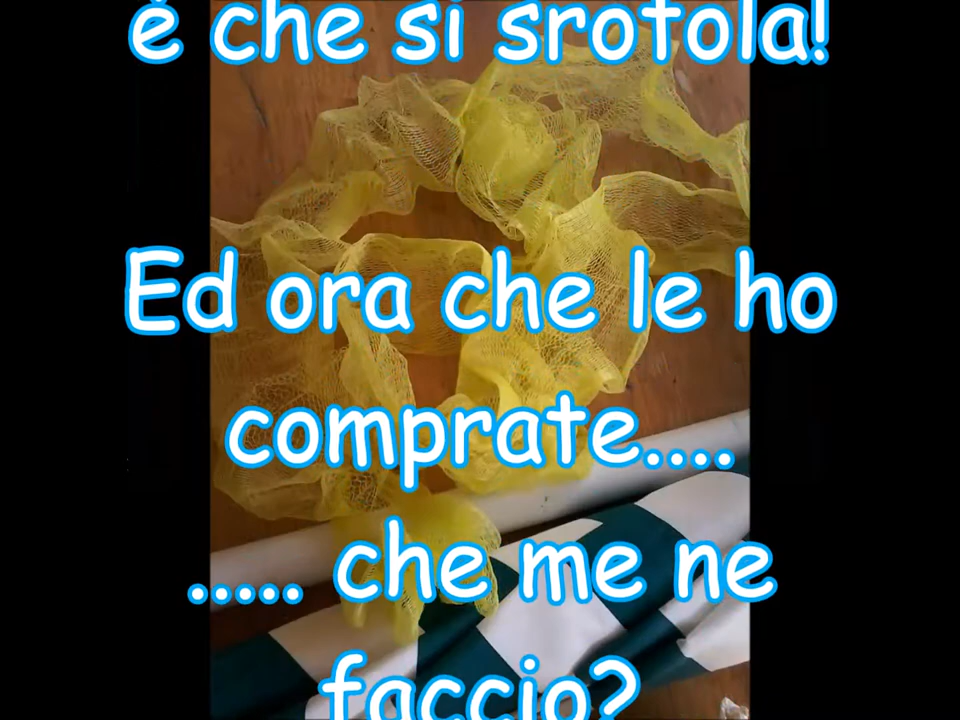 è che si srotola!
Ed ora che le ho
comprate....
..... che me ne
faccio?